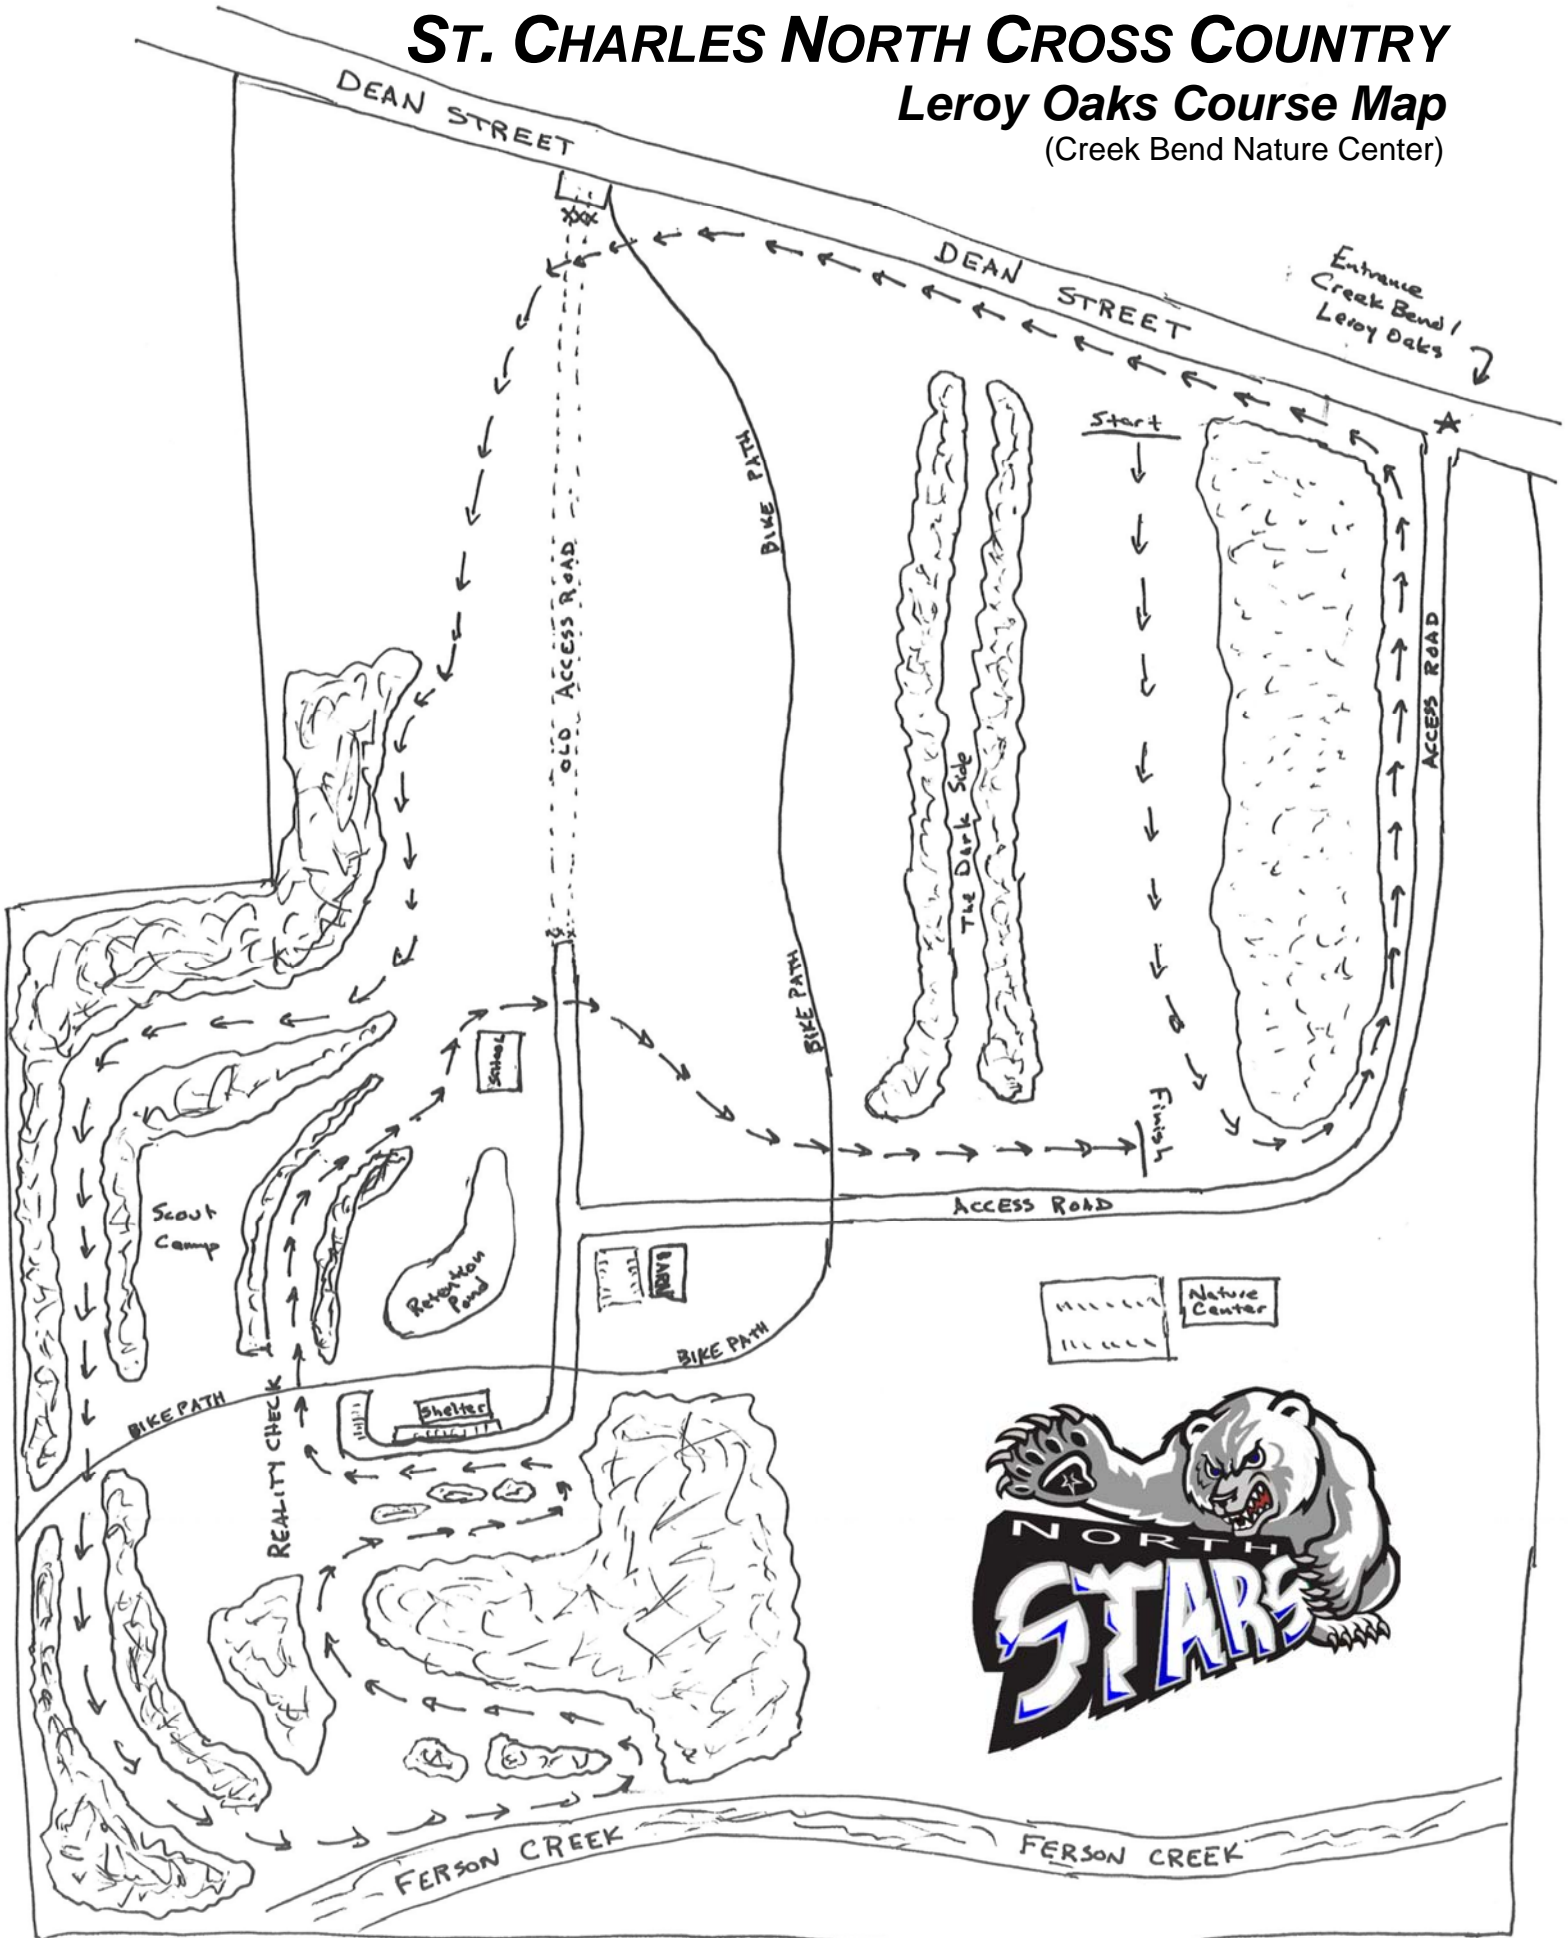 ST. CHARLES NORTH CROSS COUNTRY
Leroy Oaks Course Map
(Creek Bend Nature Center)
DEAN STREET
DEAN STREET
Entrance
Creek Bend /
Leroy Oaks
Start
BIKE PATH
OLD ACCESS ROAD
ACCESS ROAD
The Dark Side
BIKE PATH
SCHOOL
Finish
ACCESS ROAD
Scout
Camp
Retention
Pond
BARN
Nature
Center
BIKE PATH
BIKE PATH
Shelter
REALITY CHECK
NORTH
STARS
FERSON CREEK
FERSON CREEK